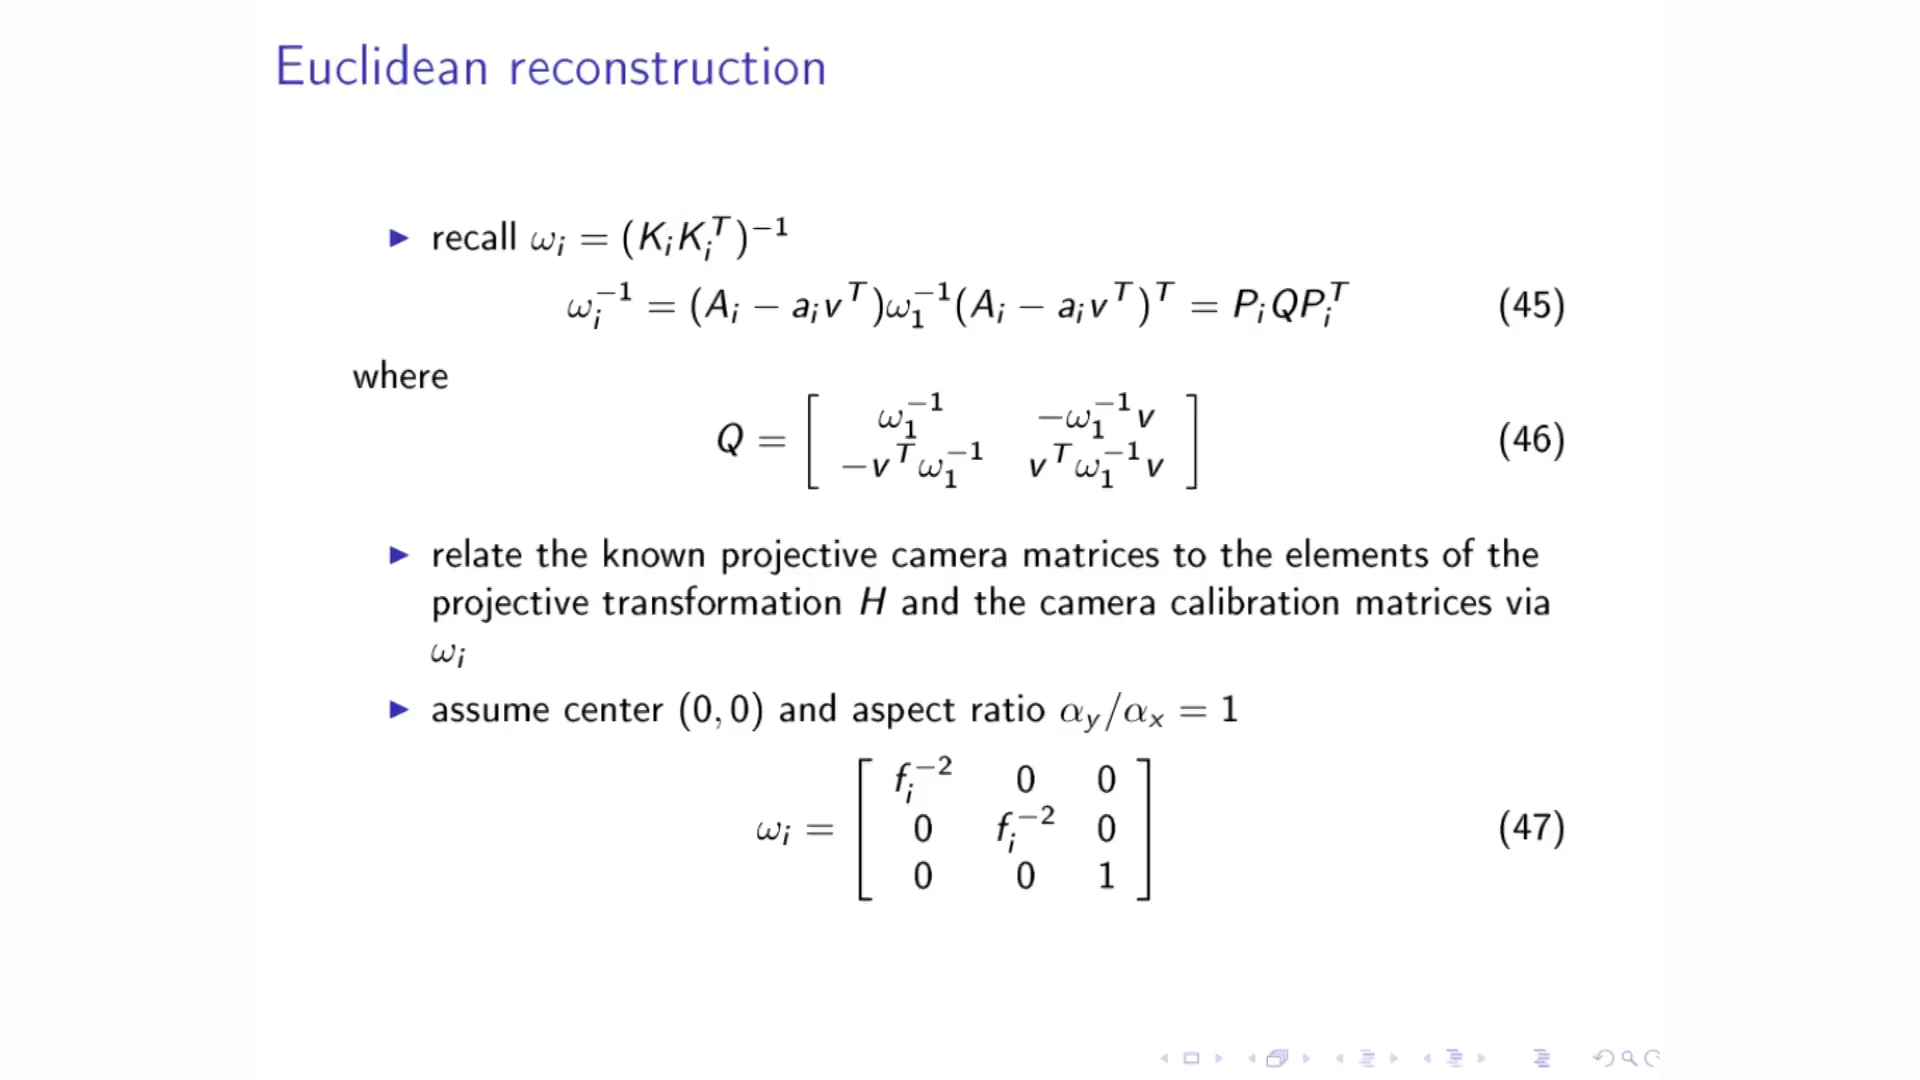 Euclidean reconstruction
▶ recall ωᵢ = (KᵢKᵢᵀ)⁻¹
ωᵢ⁻¹ = (Aᵢ − aᵢvᵀ)ω₁⁻¹(Aᵢ − aᵢvᵀ)ᵀ = PᵢQPᵢᵀ (45)
where
Q = [ ω₁⁻¹ −ω₁⁻¹v
−vᵀω₁⁻¹ vᵀω₁⁻¹v ] (46)
▶ relate the known projective camera matrices to the elements of the
projective transformation H and the camera calibration matrices via
ωᵢ
▶ assume center (0, 0) and aspect ratio α_y/α_x = 1
ωᵢ = [ fᵢ⁻² 0 0
0 fᵢ⁻² 0
0 0 1 ] (47)